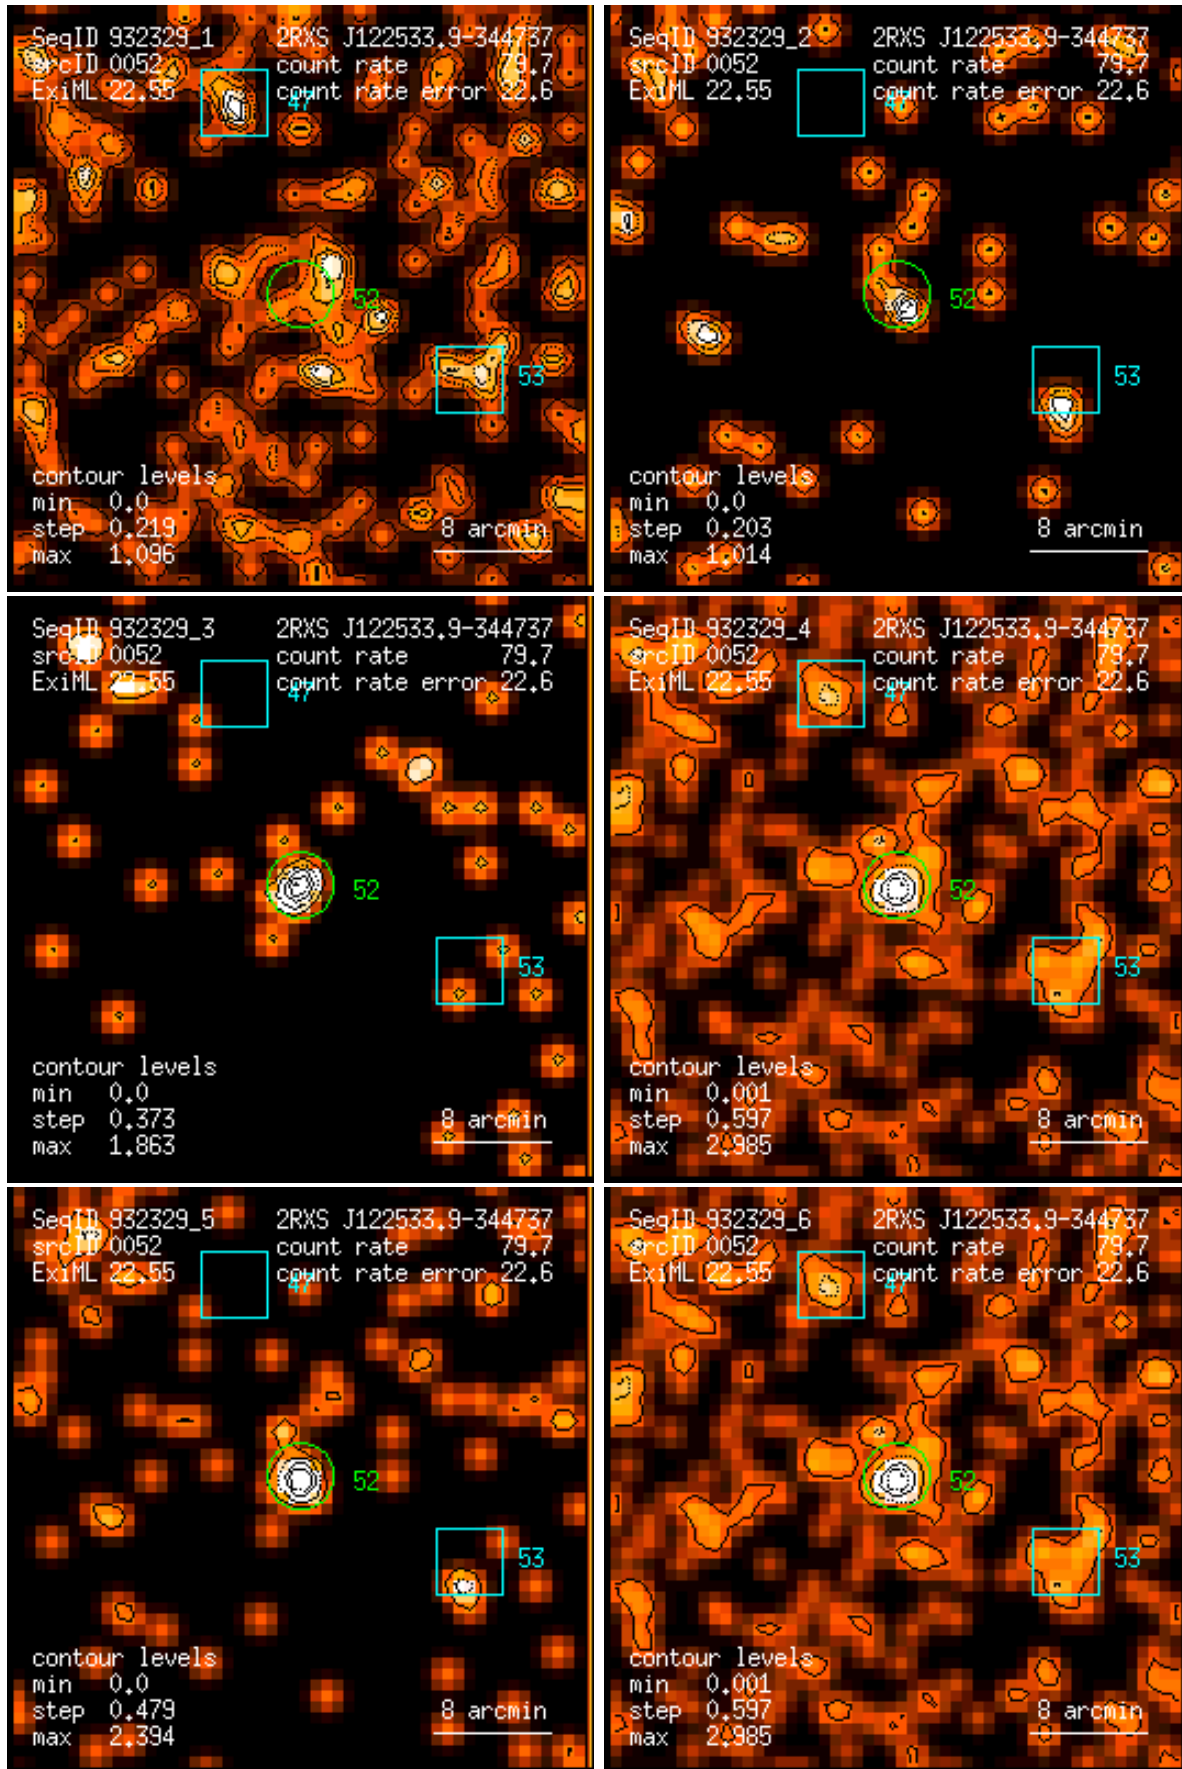 SeqID 932329_1 2RXS J122533.9-344737
srcID 0052 count rate 79.7
ExiML 22.55 count rate error 22.6
47
52
53
contour levels
min 0.0
step 0.219 8 arcmin
max 1.096
SeqID 932329_2 2RXS J122533.9-344737
srcID 0052 count rate 79.7
ExiML 22.55 count rate error 22.6
47
52
53
contour levels
min 0.0
step 0.203 8 arcmin
max 1.014
SeqID 932329_3 2RXS J122533.9-344737
srcID 0052 count rate 79.7
ExiML 22.55 count rate error 22.6
47
52
53
contour levels
min 0.0
step 0.373 8 arcmin
max 1.863
SeqID 932329_4 2RXS J122533.9-344737
srcID 0052 count rate 79.7
ExiML 22.55 count rate error 22.6
47
52
53
contour levels
min 0.001
step 0.597 8 arcmin
max 2.985
SeqID 932329_5 2RXS J122533.9-344737
srcID 0052 count rate 79.7
ExiML 22.55 count rate error 22.6
47
52
53
contour levels
min 0.0
step 0.479 8 arcmin
max 2.394
SeqID 932329_6 2RXS J122533.9-344737
srcID 0052 count rate 79.7
ExiML 22.55 count rate error 22.6
47
52
53
contour levels
min 0.001
step 0.597 8 arcmin
max 2.985